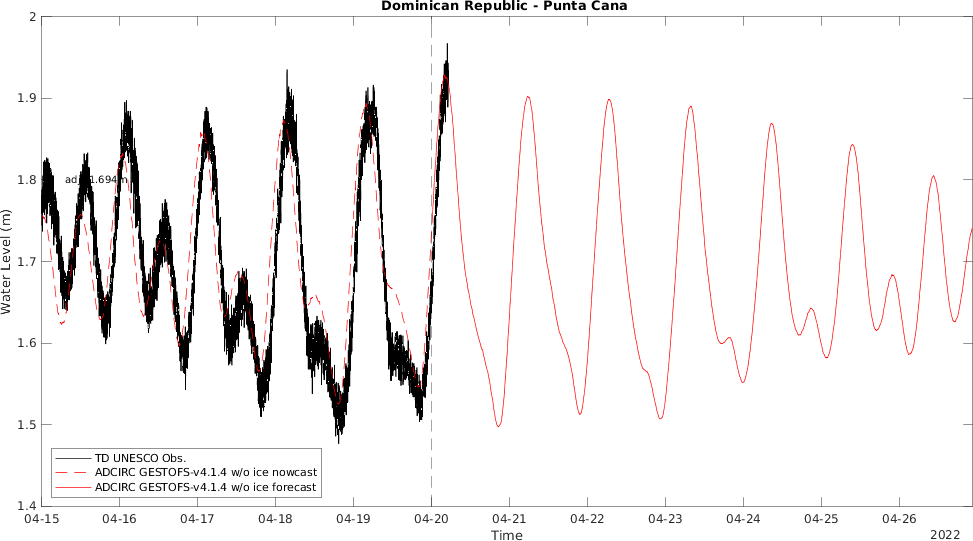 Dominican Republic - Punta Cana
2
1.9
1.8
1.7
1.6
1.5
1.4
Water Level (m)
1.694m
TD UNESCO Obs.
ADCIRC GESTOFS-v4.1.4 w/o ice nowcast
ADCIRC GESTOFS-v4.1.4 w/o ice forecast
04-15 04-16 04-17 04-18 04-19 04-20 04-21 04-22 04-23 04-24 04-25 04-26
Time
2022